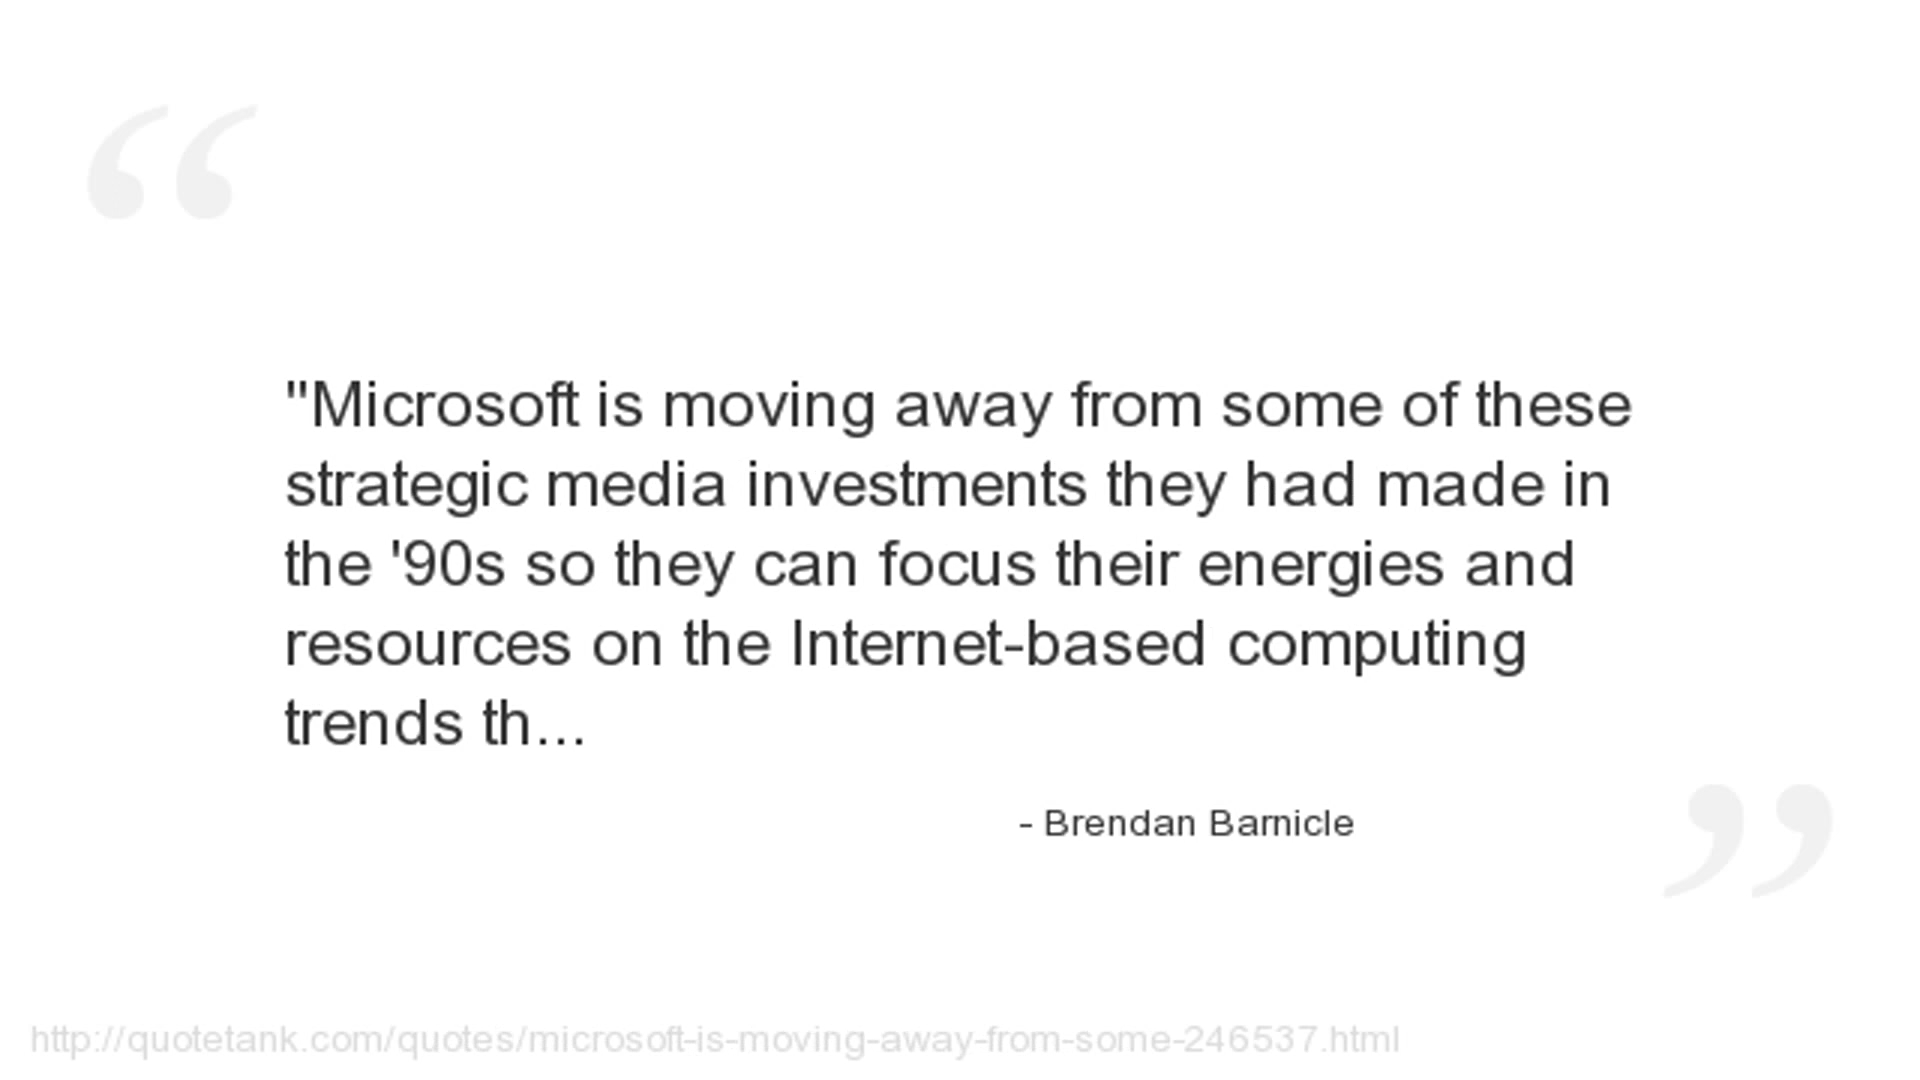 "Microsoft is moving away from some of these
strategic media investments they had made in
the '90s so they can focus their energies and
resources on the Internet-based computing
trends th...
- Brendan Barnicle
http://quotetank.com/quotes/microsoft-is-moving-away-from-some-246537.html